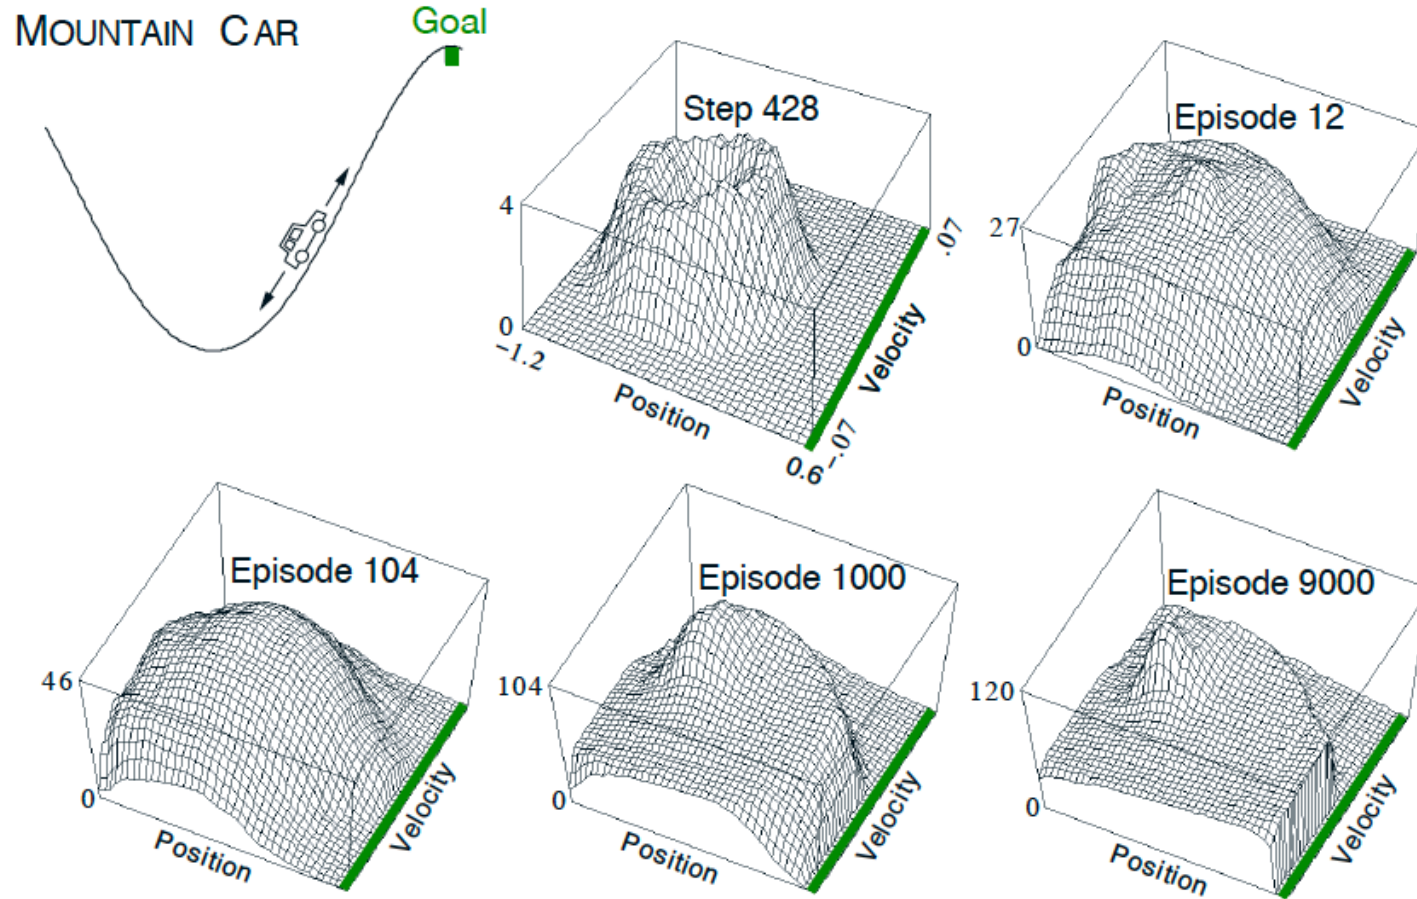 MOUNTAIN CAR
Goal
Step 428
4
0
−1.2
Position
0.6
−.07
Velocity
.07
Episode 12
27
0
Position
Velocity
Episode 104
46
0
Position
Velocity
Episode 1000
104
0
Position
Velocity
Episode 9000
120
0
Position
Velocity